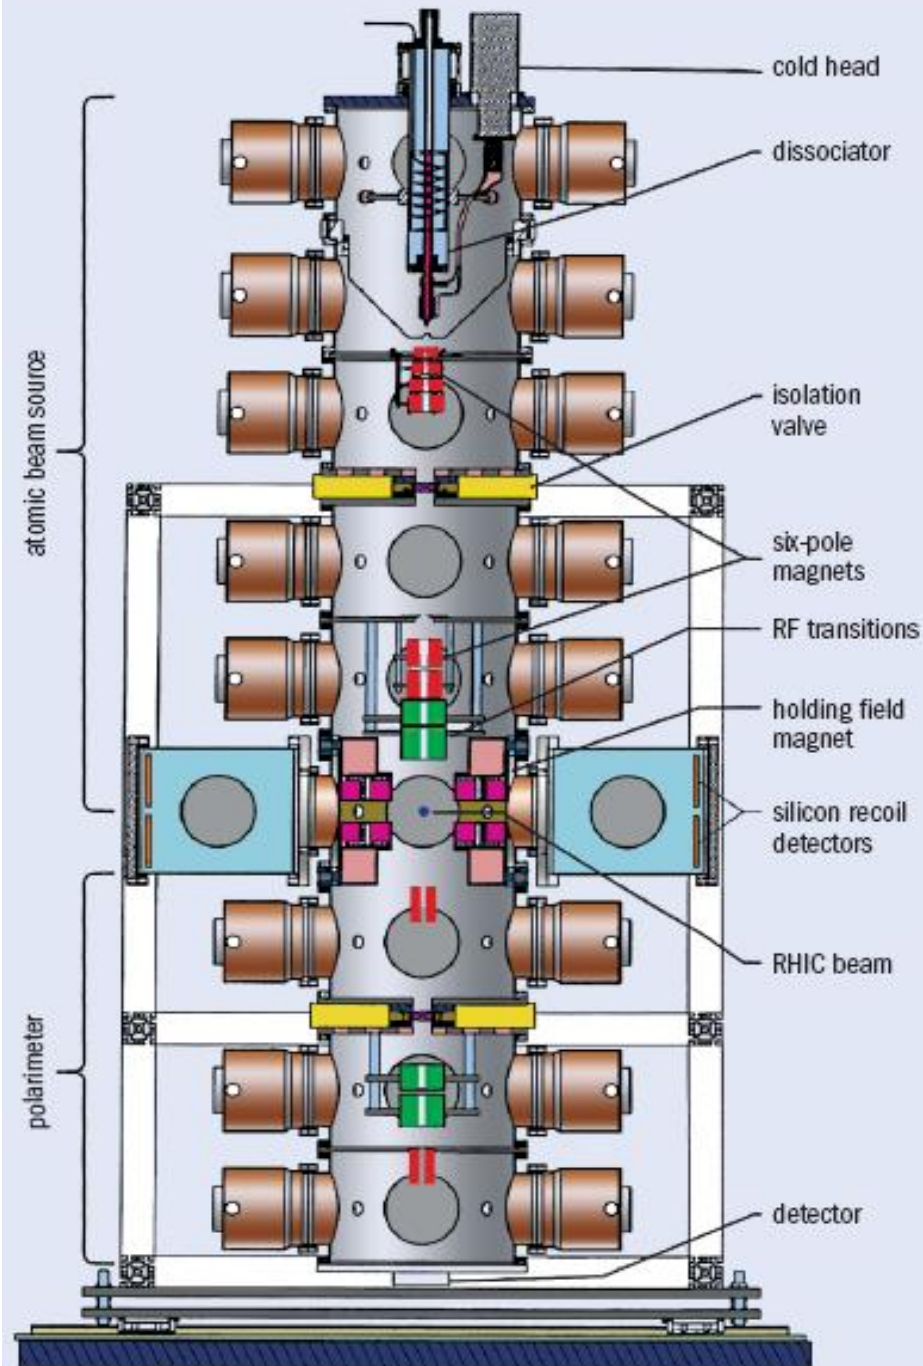 cold head
dissociator
atomic beam source
isolation
valve
six-pole
magnets
RF transitions
holding field
magnet
silicon recoil
detectors
RHIC beam
polarimeter
detector